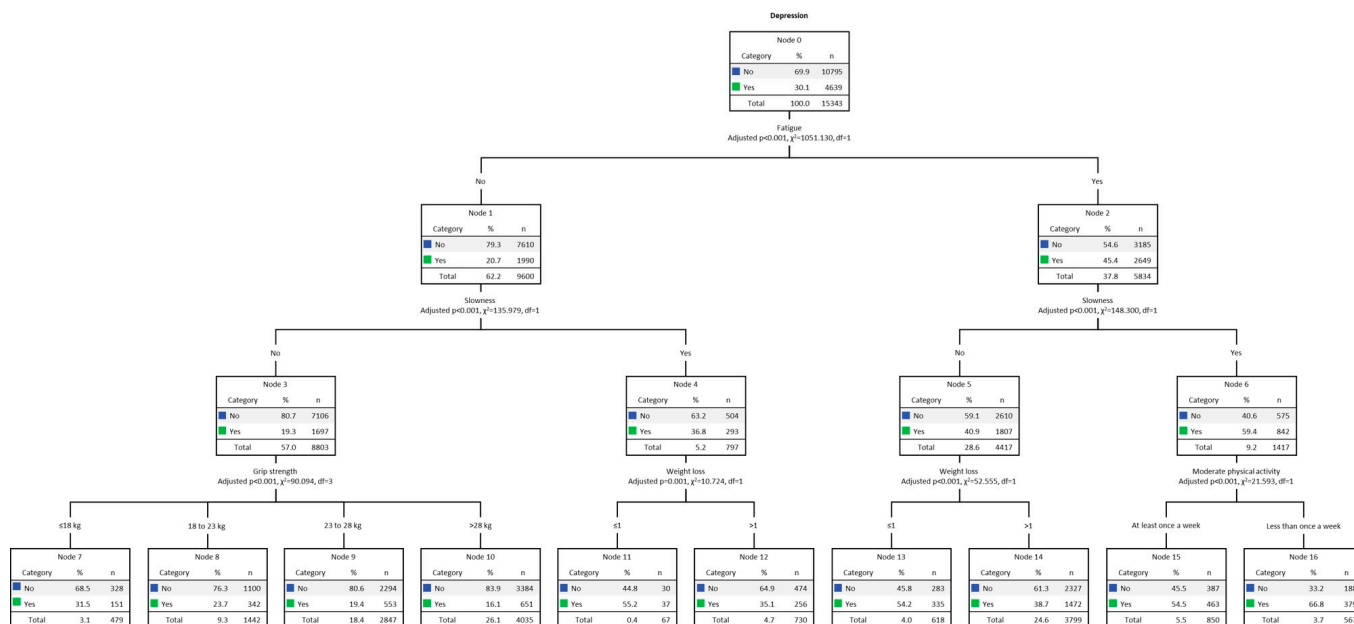 Depression
Node 0
Category % n
No 69.9 10795
Yes 30.1 4639
Total 100.0 15343
Fatigue
Adjusted p<0.001, χ²=1051.130, df=1
No
Yes
Node 1
Category % n
No 79.3 7610
Yes 20.7 1990
Total 62.2 9600
Node 2
Category % n
No 54.6 3185
Yes 45.4 2649
Total 37.8 5834
Slowness
Adjusted p<0.001, χ²=135.979, df=1
Slowness
Adjusted p<0.001, χ²=148.300, df=1
No
Yes
No
Yes
Node 3
Category % n
No 80.7 7106
Yes 19.3 1697
Total 57.0 8803
Node 4
Category % n
No 63.2 504
Yes 36.8 293
Total 5.2 797
Node 5
Category % n
No 59.1 2610
Yes 40.9 1807
Total 28.6 4417
Node 6
Category % n
No 40.6 575
Yes 59.4 842
Total 9.2 1417
Grip strength
Adjusted p<0.001, χ²=90.094, df=3
Weight loss
Adjusted p=0.001, χ²=10.724, df=1
Weight loss
Adjusted p<0.001, χ²=52.555, df=1
Moderate physical activity
Adjusted p<0.001, χ²=21.593, df=1
≤18 kg
18 to 23 kg
23 to 28 kg
>28 kg
≤1
>1
≤1
>1
At least once a week
Less than once a week
Node 7
Category % n
No 68.5 328
Yes 31.5 151
Total 3.1 479
Node 8
Category % n
No 76.3 1100
Yes 23.7 342
Total 9.3 1442
Node 9
Category % n
No 80.6 2294
Yes 19.4 553
Total 18.4 2847
Node 10
Category % n
No 83.9 3384
Yes 16.1 651
Total 26.1 4035
Node 11
Category % n
No 44.8 30
Yes 55.2 37
Total 0.4 67
Node 12
Category % n
No 64.9 474
Yes 35.1 256
Total 4.7 730
Node 13
Category % n
No 45.8 283
Yes 54.2 335
Total 4.0 618
Node 14
Category % n
No 61.3 2327
Yes 38.7 1472
Total 24.6 3799
Node 15
Category % n
No 45.5 387
Yes 54.5 463
Total 5.5 850
Node 16
Category % n
No 33.2
Yes 66.8
Total 3.7